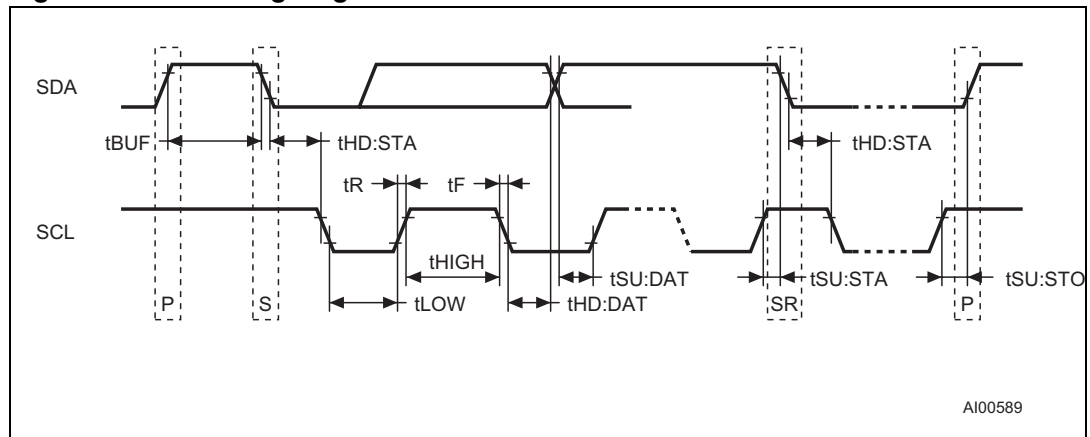 SDA
tBUF
tHD:STA
tHD:STA
tR
tF
SCL
tHIGH
tSU:DAT
tSU:STA
tSU:STO
P
S
tLOW
tHD:DAT
SR
P
AI00589